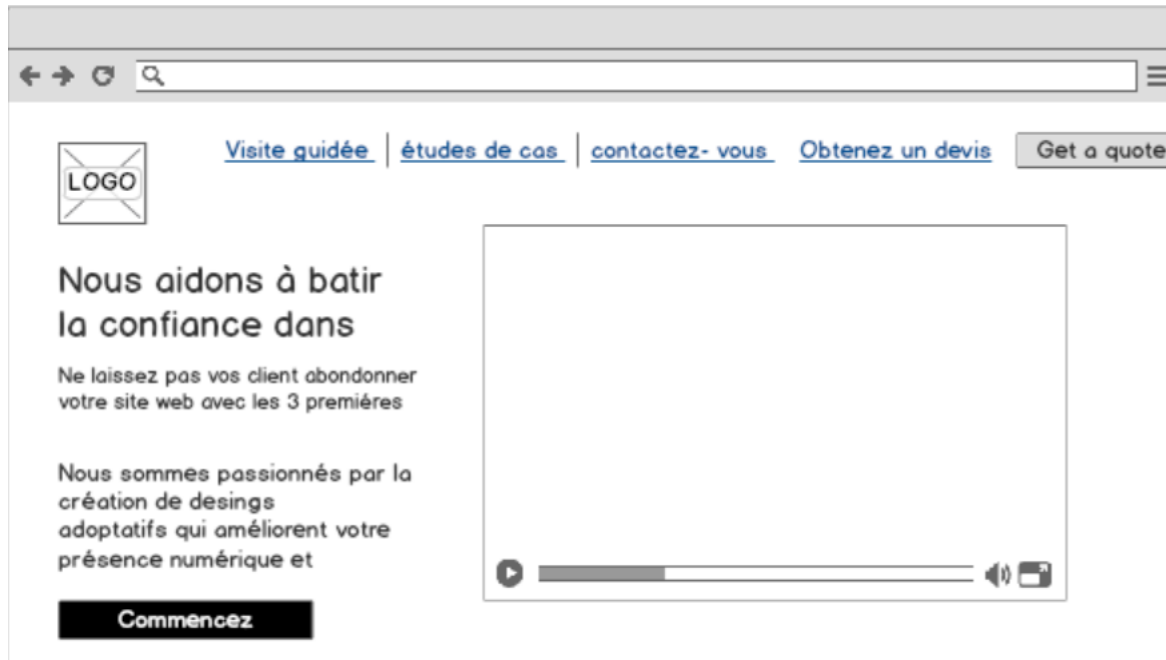 LOGO
Visite guidée études de cas contactez- vous Obtenez un devis Get a quote
Nous aidons à batir
la confiance dans
Ne laissez pas vos client abondonner
votre site web avec les 3 premiéres
Nous sommes passionnés par la
création de desings
adoptatifs qui améliorent votre
présence numérique et
Commencez